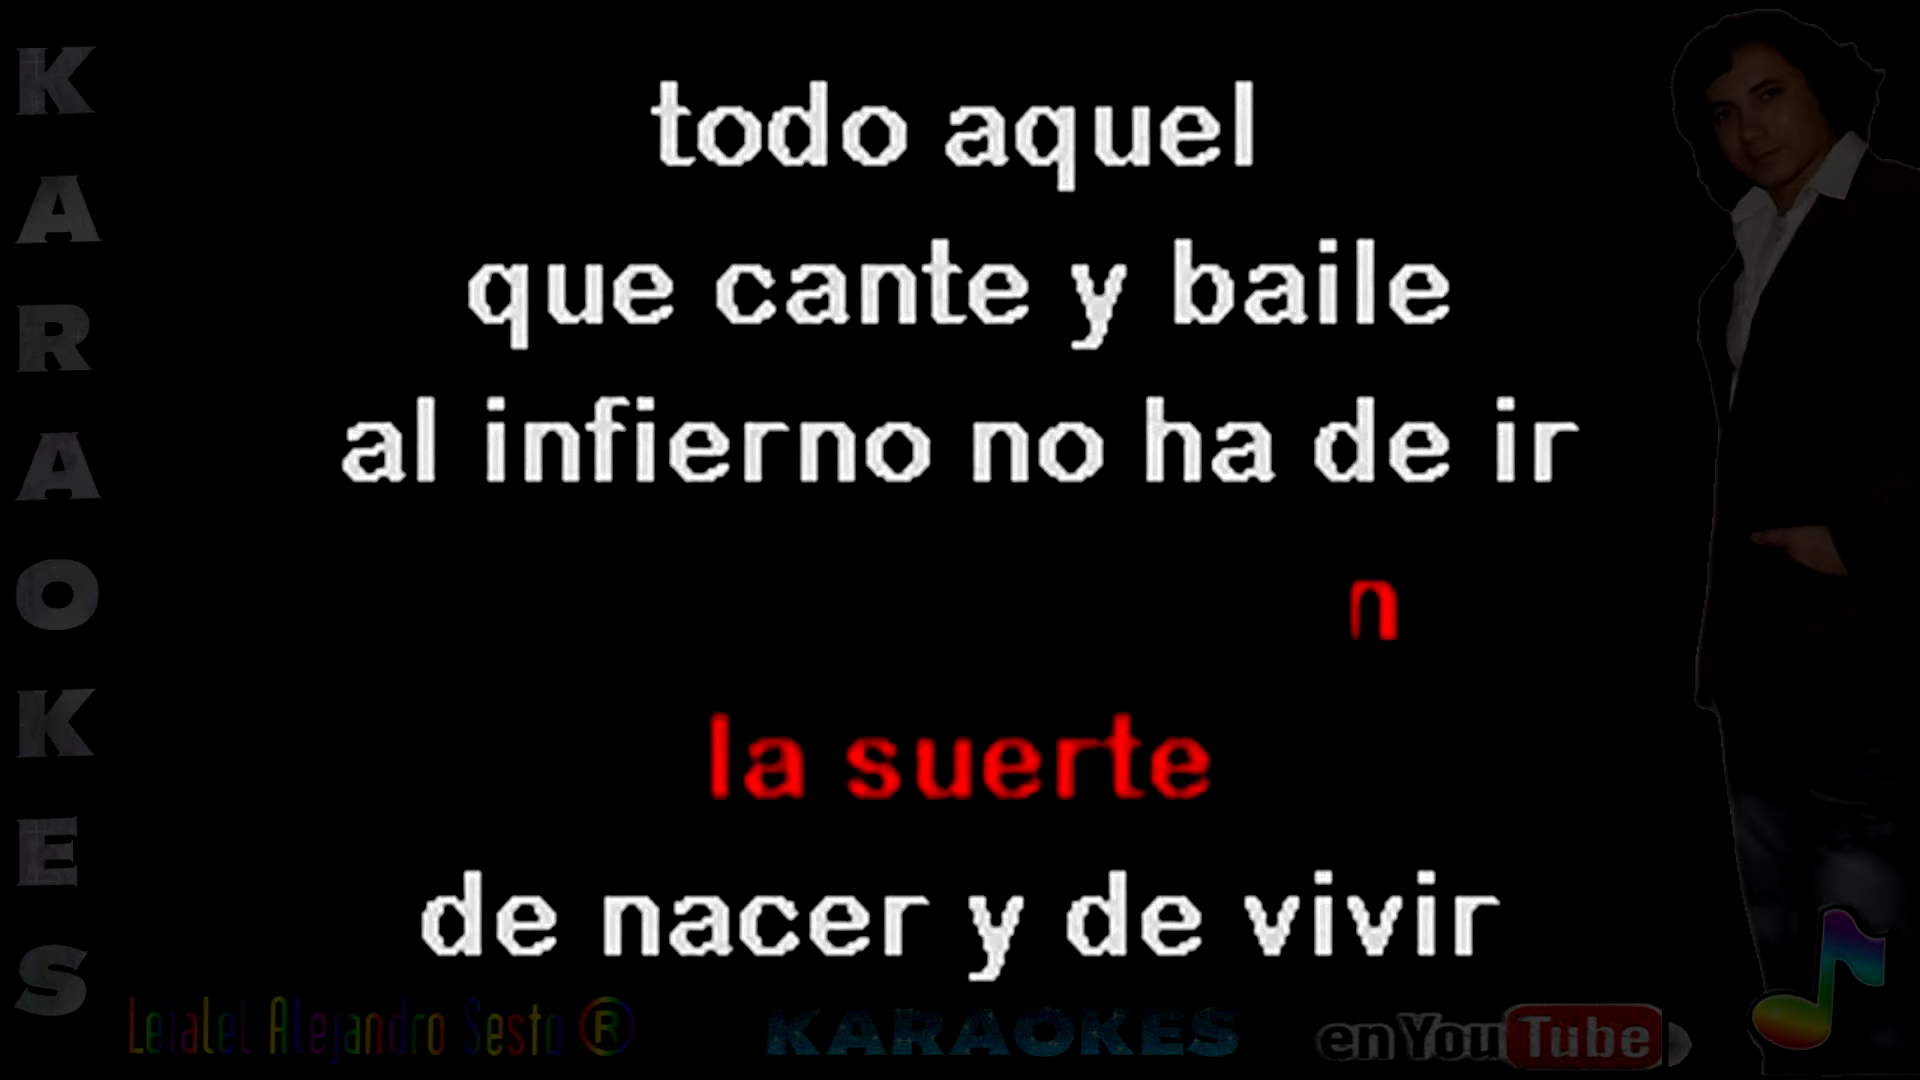 todo aquel
que cante y baile
al infierno no ha de ir
n
la suerte
de nacer y de vivir
KARAOKES
Leialel Alejandro Sesto ®
KARAOKES
en YouTube